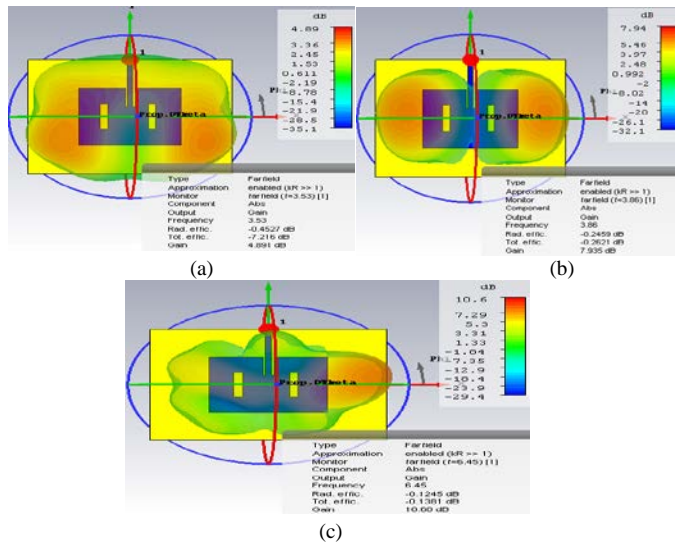 dB
4.89
3.36
2.45
1.53
0.611
-2.19
-8.78
-15.4
-21.9
-28.5
-35.1
1
Phi
Type Farfield
Approximation enabled (kR >> 1)
Monitor farfield (f=3.53) [1]
Component Abs
Output Gain
Frequency 3.53
Rad. effic. -0.4527 dB
Tot. effic. -7.216 dB
Gain 4.891 dB
(a)
dB
7.94
5.46
3.97
2.48
0.992
-2
-8.02
-14
-20
-26.1
-32.1
1
Type Farfield
Approximation enabled (kR >> 1)
Monitor farfield (f=3.86) [1]
Component Abs
Output Gain
Frequency 3.86
Rad. effic. -0.2459 dB
Tot. effic. -0.2621 dB
Gain 7.935 dB
(b)
dB
10.6
7.29
5.3
3.31
1.33
-1.84
-7.35
-12.9
-18.4
-23.9
-29.4
1
Type Farfield
Approximation enabled (kR >> 1)
Monitor farfield (f=6.45) [1]
Component Abs
Output Gain
Frequency 6.45
Rad. effic. -0.1245 dB
Tot. effic. -0.1381 dB
(c)